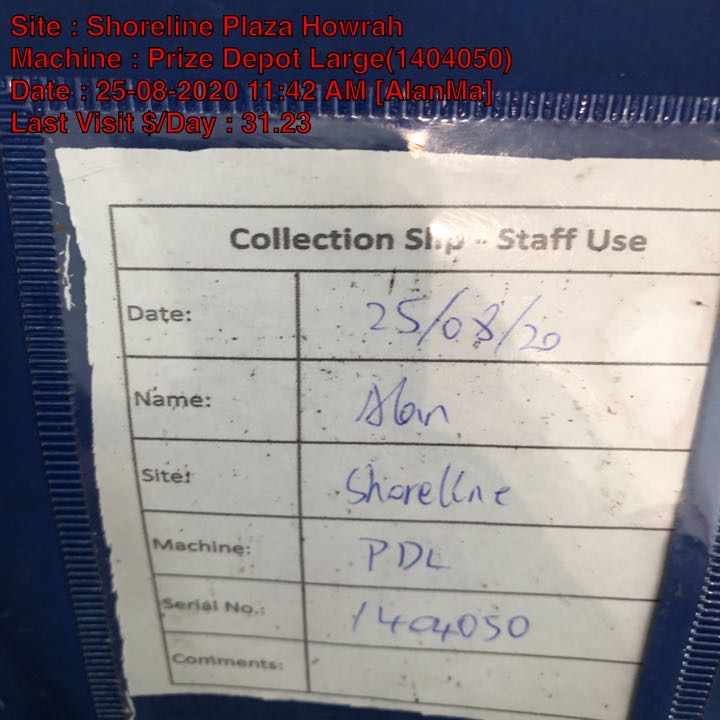 Site : Shoreline Plaza Howrah
Machine : Prize Depot Large(1404050)
Date : 25-08-2020 11:42 AM [AlanMa]
Last Visit $/Day : 31.23
Collection Slip - Staff Use
Date: 25/08/20
Name: Alan
Site: Shoreline
Machine: PDL
Serial No.: 1404050
Comments: